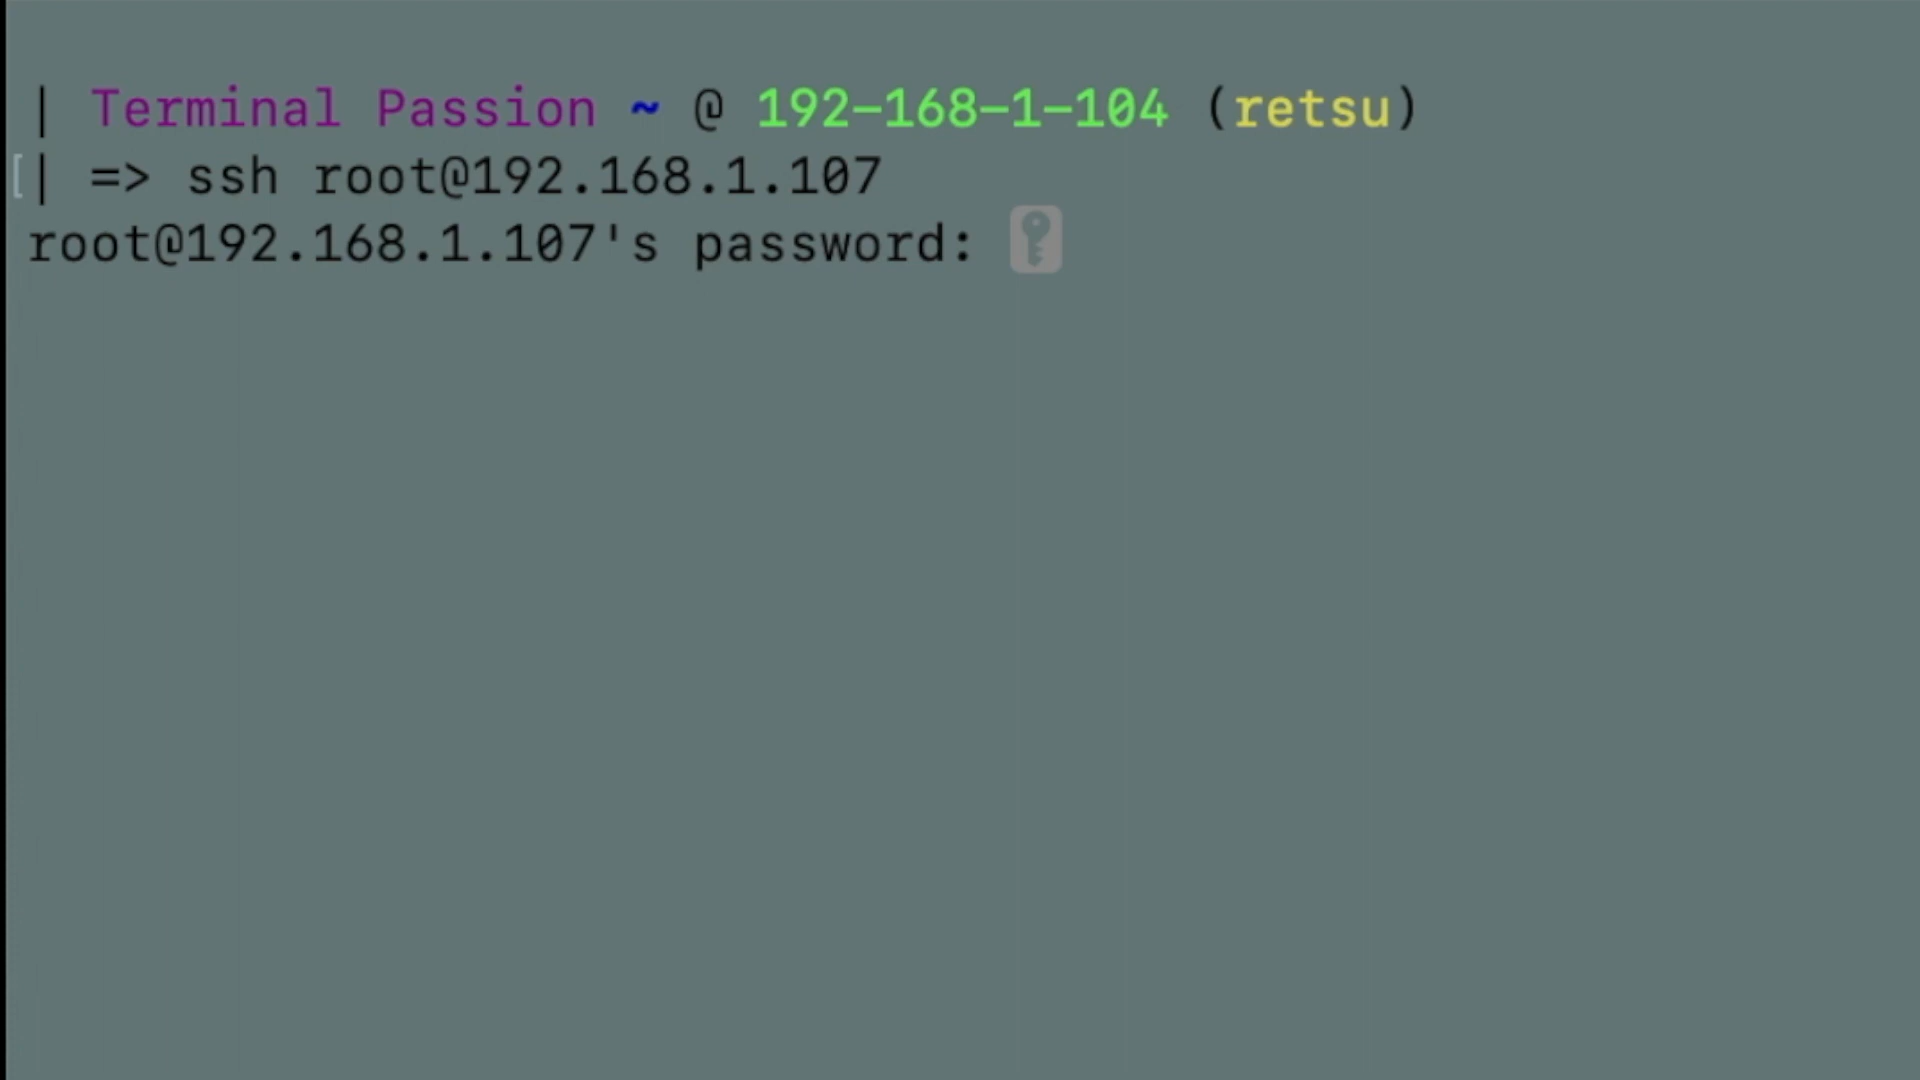 | Terminal Passion ~ @ 192-168-1-104 (retsu)
[| => ssh root@192.168.1.107
root@192.168.1.107's password: